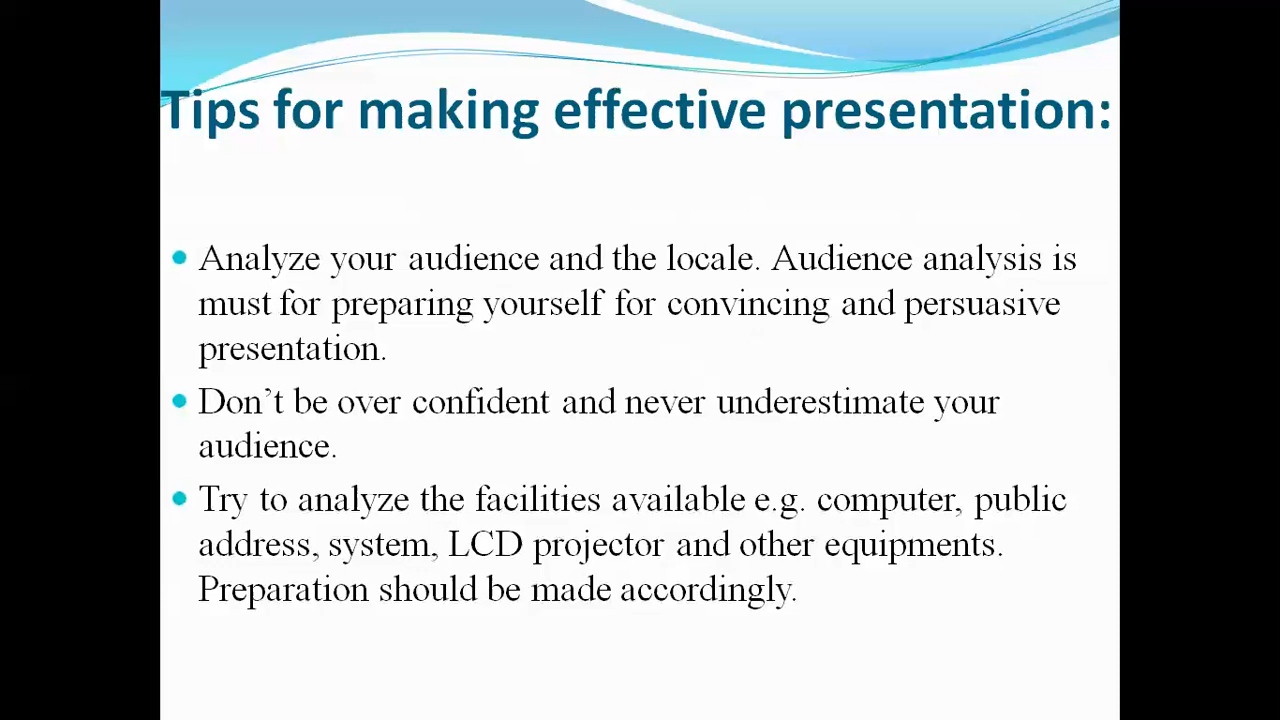 Tips for making effective presentation:
• Analyze your audience and the locale. Audience analysis is
must for preparing yourself for convincing and persuasive
presentation.
• Don’t be over confident and never underestimate your
audience.
• Try to analyze the facilities available e.g. computer, public
address, system, LCD projector and other equipments.
Preparation should be made accordingly.